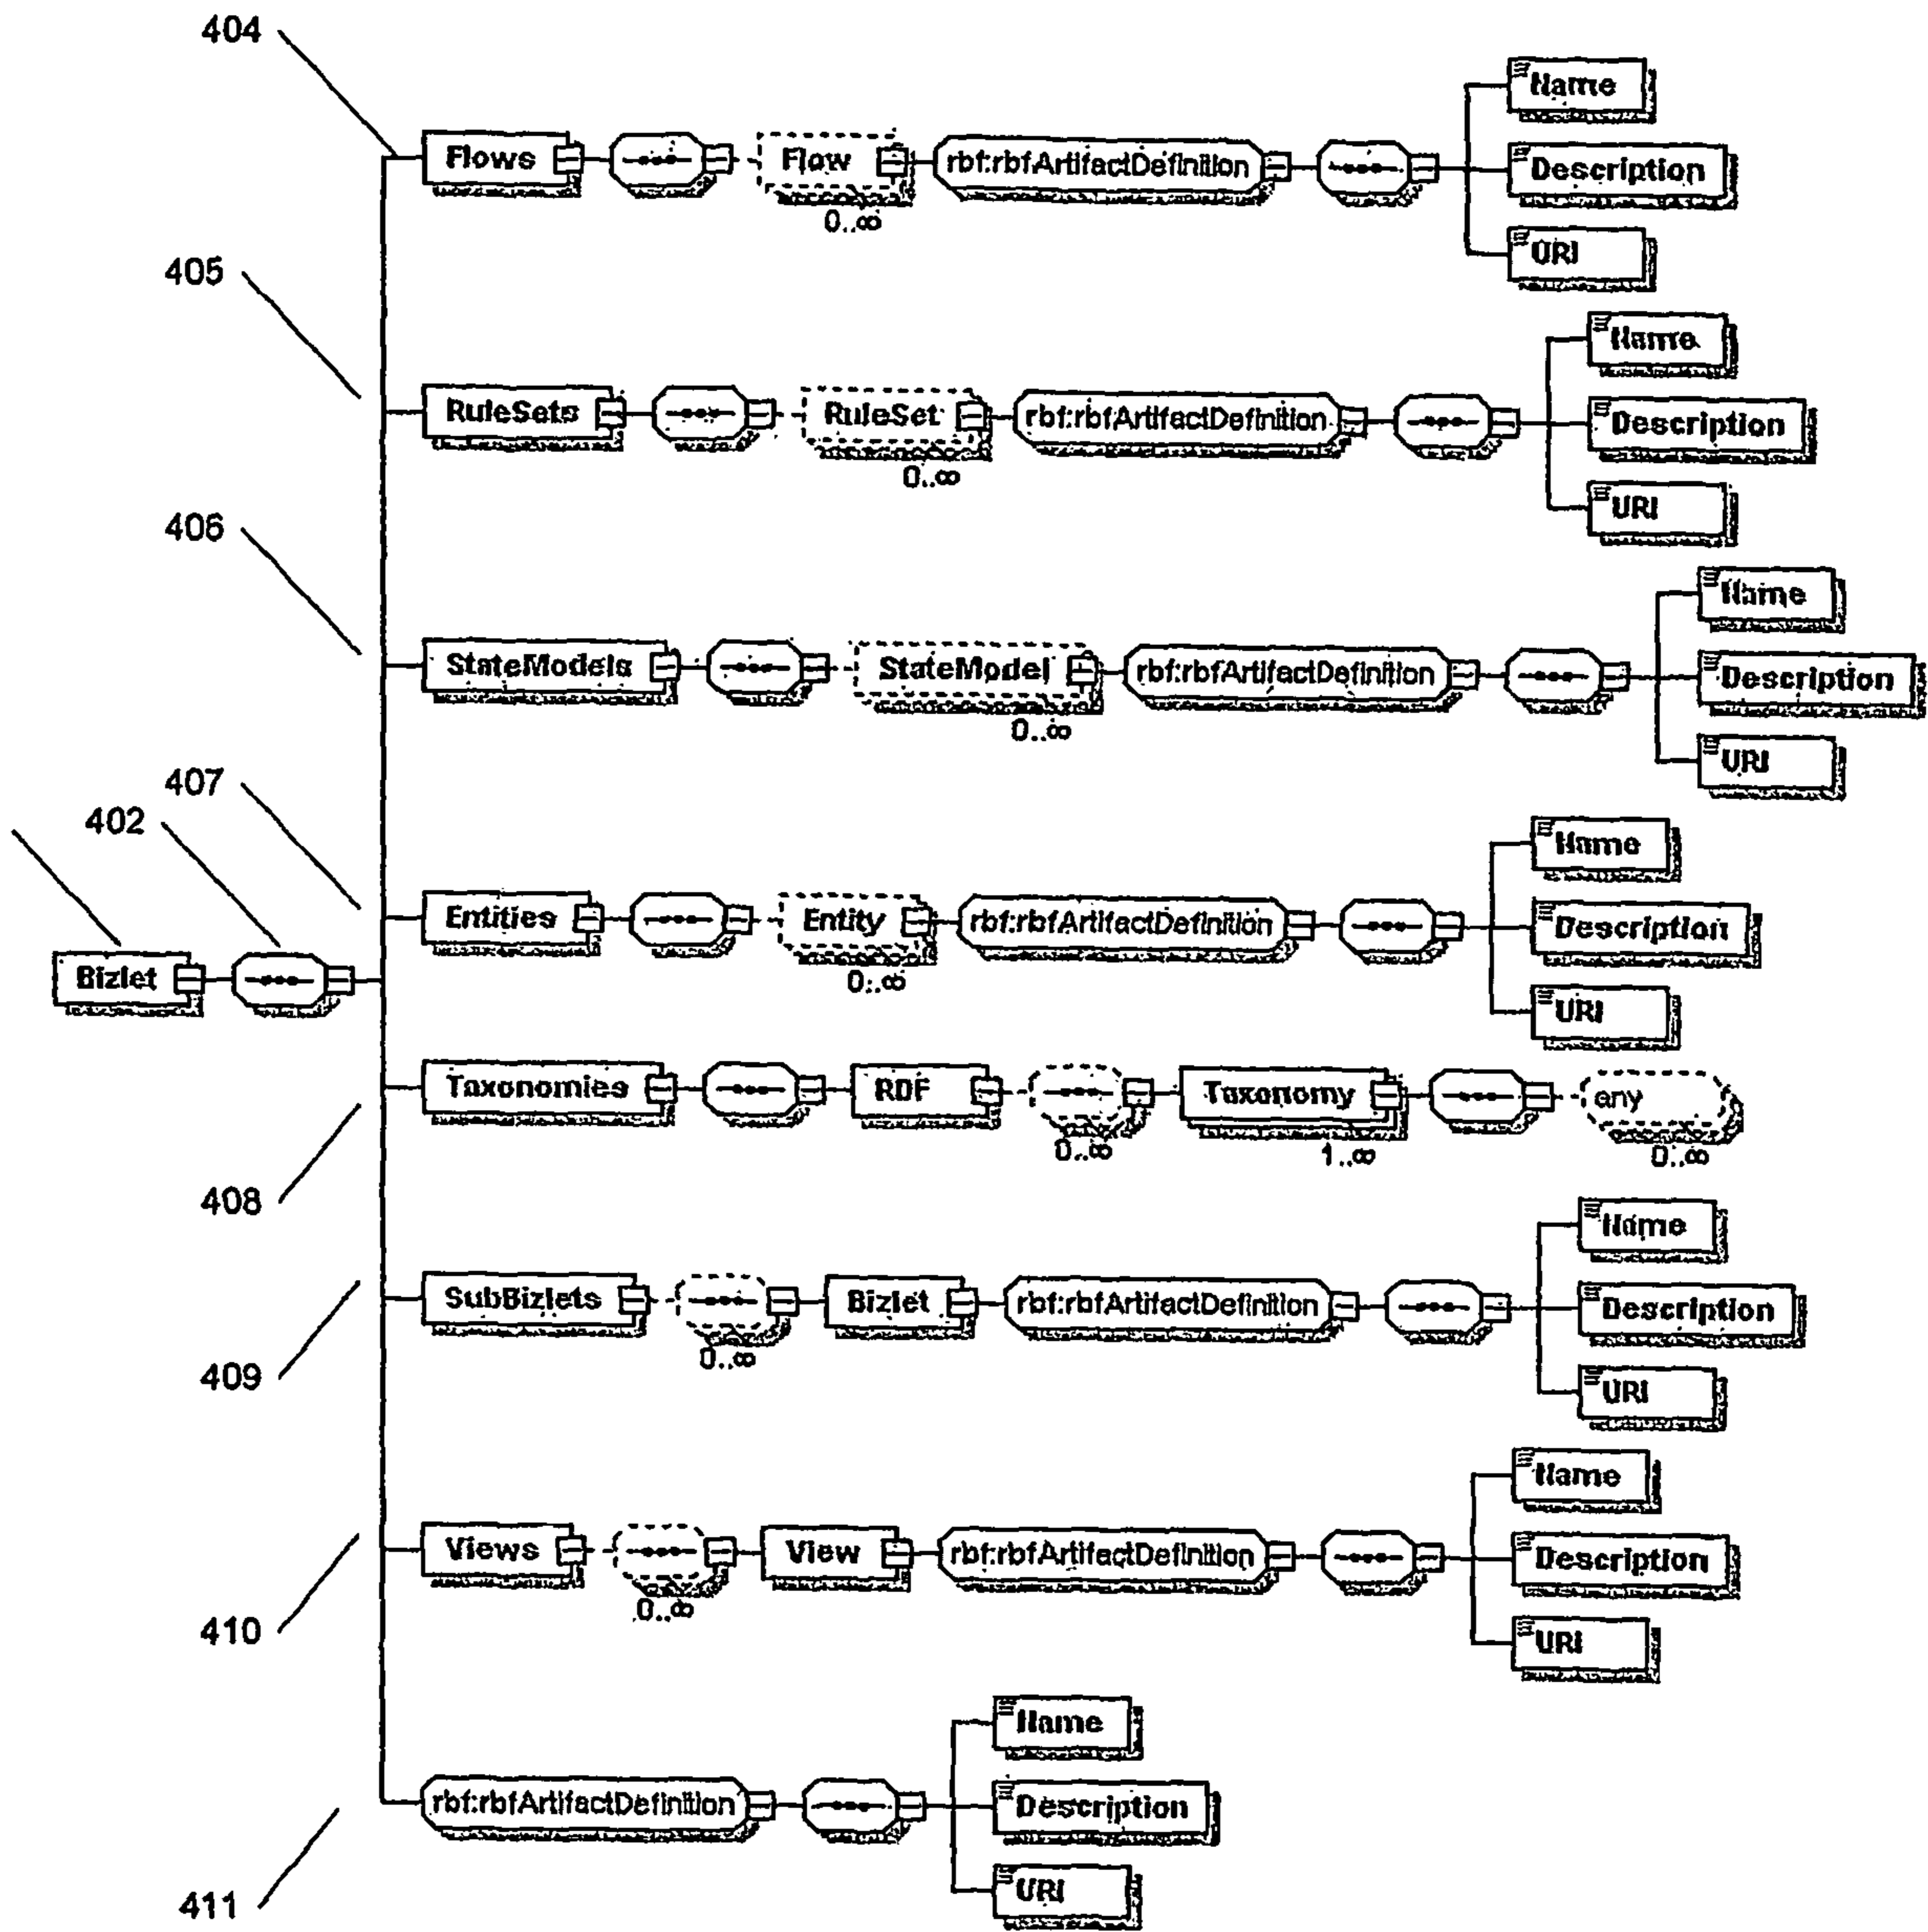 404
Flows
Flow
0..∞
rbf:rbfArtifactDefinition
Name
Description
URI
405
RuleSets
RuleSet
0..∞
rbf:rbfArtifactDefinition
Name
Description
URI
406
StateModels
StateModel
0..∞
rbf:rbfArtifactDefinition
Name
Description
URI
407
Entities
Entity
0..∞
rbf:rbfArtifactDefinition
Name
Description
URI
402
Bizlet
Taxonomies
RDF
0..∞
Taxonomy
1..∞
any
0..∞
408
SubBizlets
0..∞
Bizlet
rbf:rbfArtifactDefinition
Name
Description
URI
409
Views
0..∞
View
rbf:rbfArtifactDefinition
Name
Description
URI
410
rbf:rbfArtifactDefinition
Name
Description
URI
411